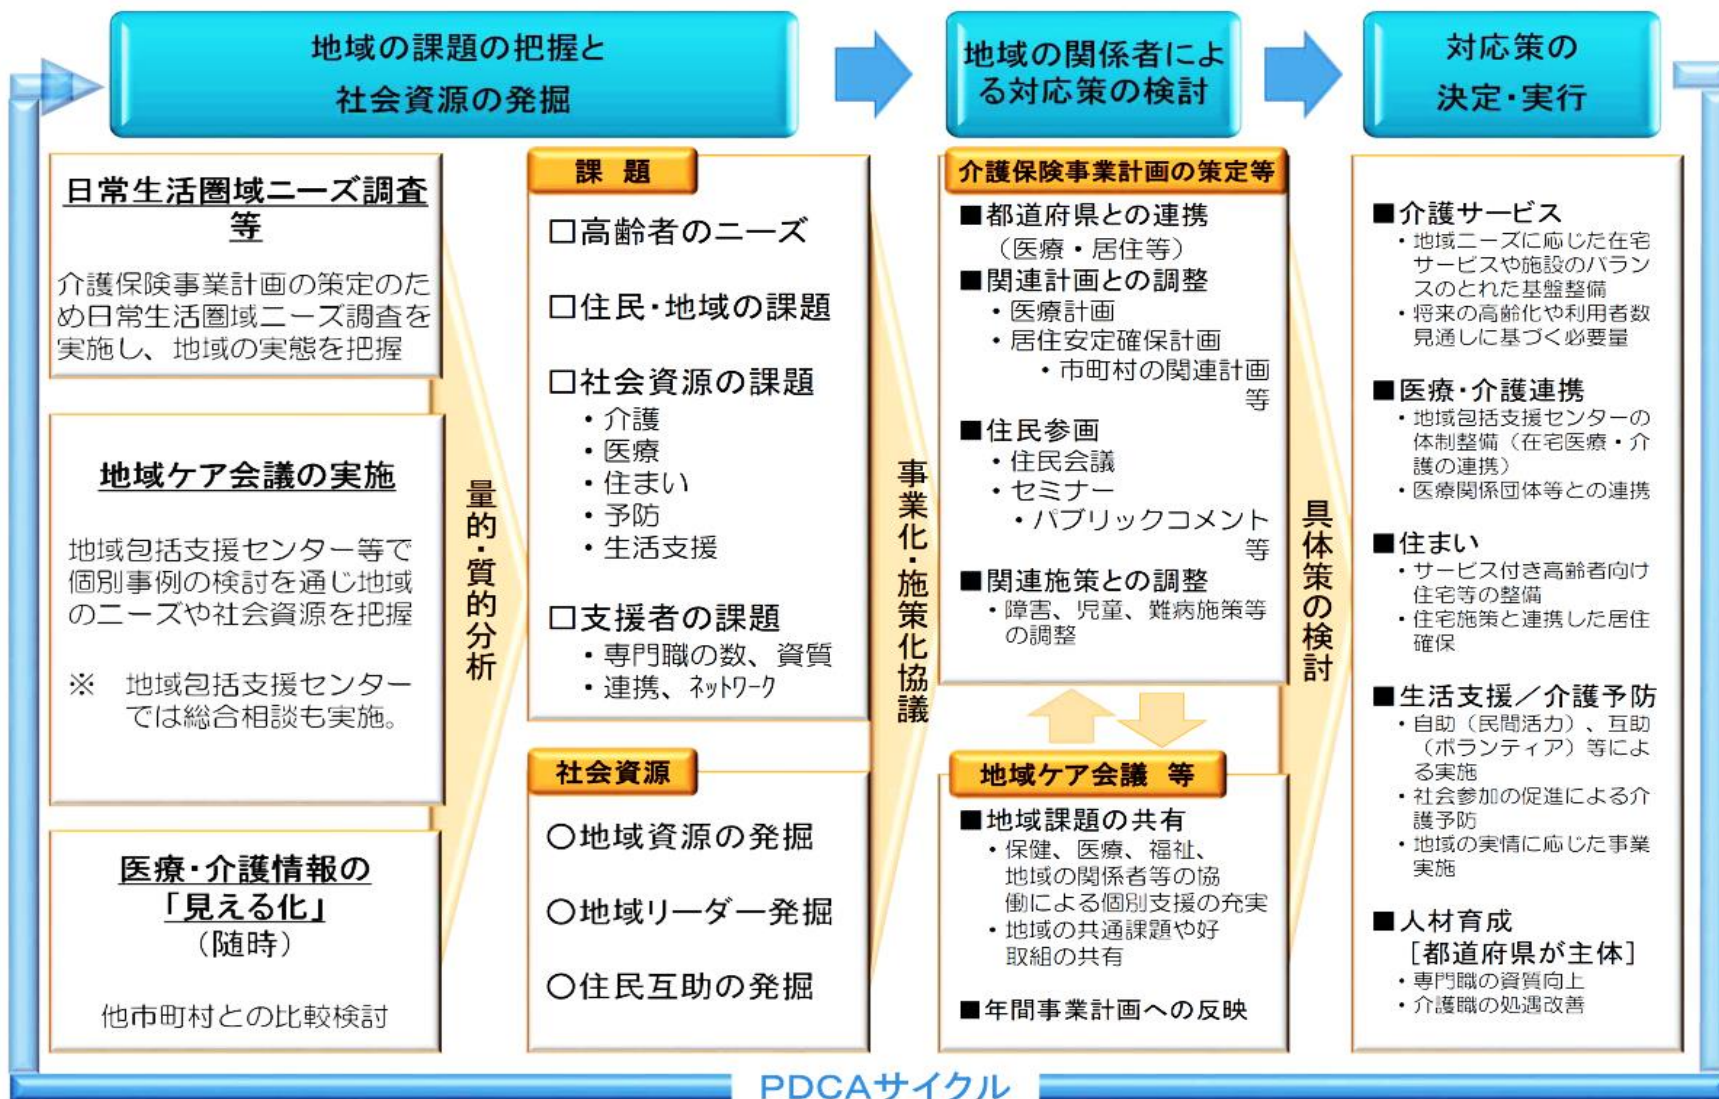 地域の課題の把握と
社会資源の発掘
地域の関係者によ
る対応策の検討
対応策の
決定・実行
日常生活圏域ニーズ調査
等
介護保険事業計画の策定のた
め日常生活圏域ニーズ調査を
実施し、地域の実態を把握
地域ケア会議の実施
地域包括支援センター等で
個別事例の検討を通じ地域
のニーズや社会資源を把握
※ 地域包括支援センター
では総合相談も実施。
医療・介護情報の
「見える化」
(随時)
他市町村との比較検討
量的・質的分析
課 題
□高齢者のニーズ
□住民・地域の課題
□社会資源の課題
・介護
・医療
・住まい
・予防
・生活支援
□支援者の課題
・専門職の数、資質
・連携、ネットワーク
社会資源
○地域資源の発掘
○地域リーダー発掘
○住民互助の発掘
事業化・施策化協議
介護保険事業計画の策定等
■都道府県との連携
(医療・居住等)
■関連計画との調整
・医療計画
・居住安定確保計画
・市町村の関連計画
等
■住民参画
・住民会議
・セミナー
・パブリックコメント
等
■関連施策との調整
・障害、児童、難病施策等
の調整
地域ケア会議 等
■地域課題の共有
・保健、医療、福祉、
地域の関係者等の協
働による個別支援の充実
・地域の共通課題や好
取組の共有
■年間事業計画への反映
具体策の検討
■介護サービス
・地域ニーズに応じた在宅
サービスや施設のバラン
スのとれた基盤整備
・将来の高齢化や利用者数
見通しに基づく必要量
■医療・介護連携
・地域包括支援センターの
体制整備(在宅医療・介
護の連携)
・医療関係団体等との連携
■住まい
・サービス付き高齢者向け
住宅等の整備
・住宅施策と連携した居住
確保
■生活支援／介護予防
・自助(民間活力)、互助
(ボランティア)等によ
る実施
・社会参加の促進による介
護予防
・地域の実情に応じた事業
実施
■人材育成
[都道府県が主体]
・専門職の資質向上
・介護職の処遇改善
PDCAサイクル